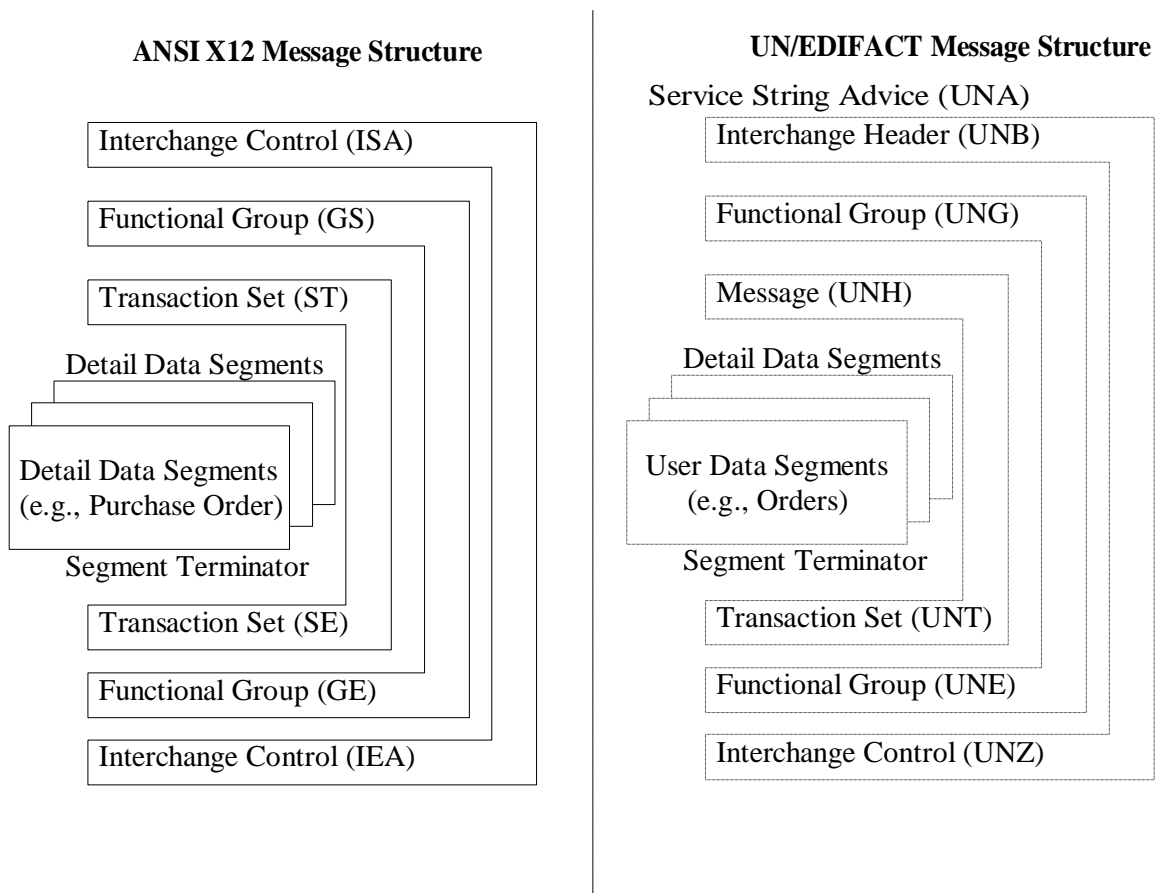 ANSI X12 Message Structure
Interchange Control (ISA)
Functional Group (GS)
Transaction Set (ST)
Detail Data Segments
Detail Data Segments
(e.g., Purchase Order)
Segment Terminator
Transaction Set (SE)
Functional Group (GE)
Interchange Control (IEA)
UN/EDIFACT Message Structure
Service String Advice (UNA)
Interchange Header (UNB)
Functional Group (UNG)
Message (UNH)
Detail Data Segments
User Data Segments
(e.g., Orders)
Segment Terminator
Transaction Set (UNT)
Functional Group (UNE)
Interchange Control (UNZ)